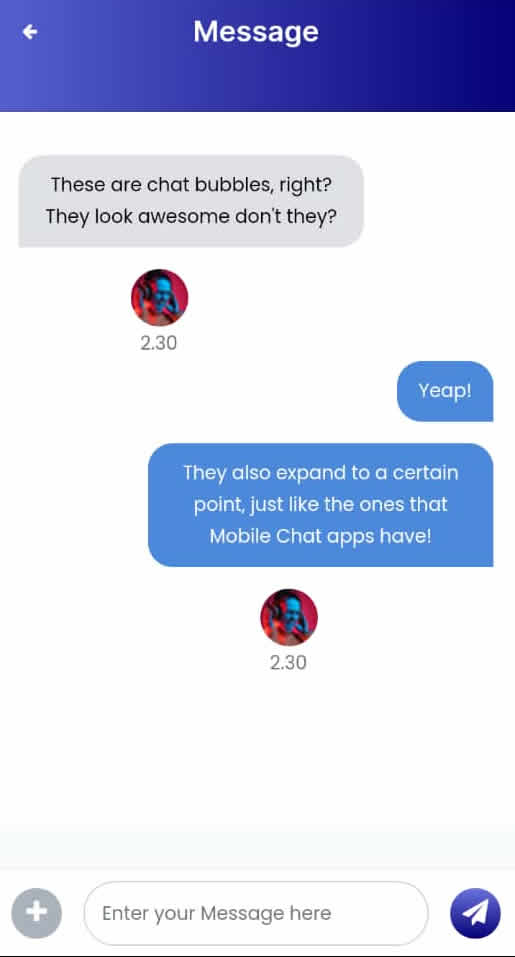 Message
These are chat bubbles, right?
They look awesome don't they?
2.30
Yeap!
They also expand to a certain
point, just like the ones that
Mobile Chat apps have!
2.30
Enter your Message here